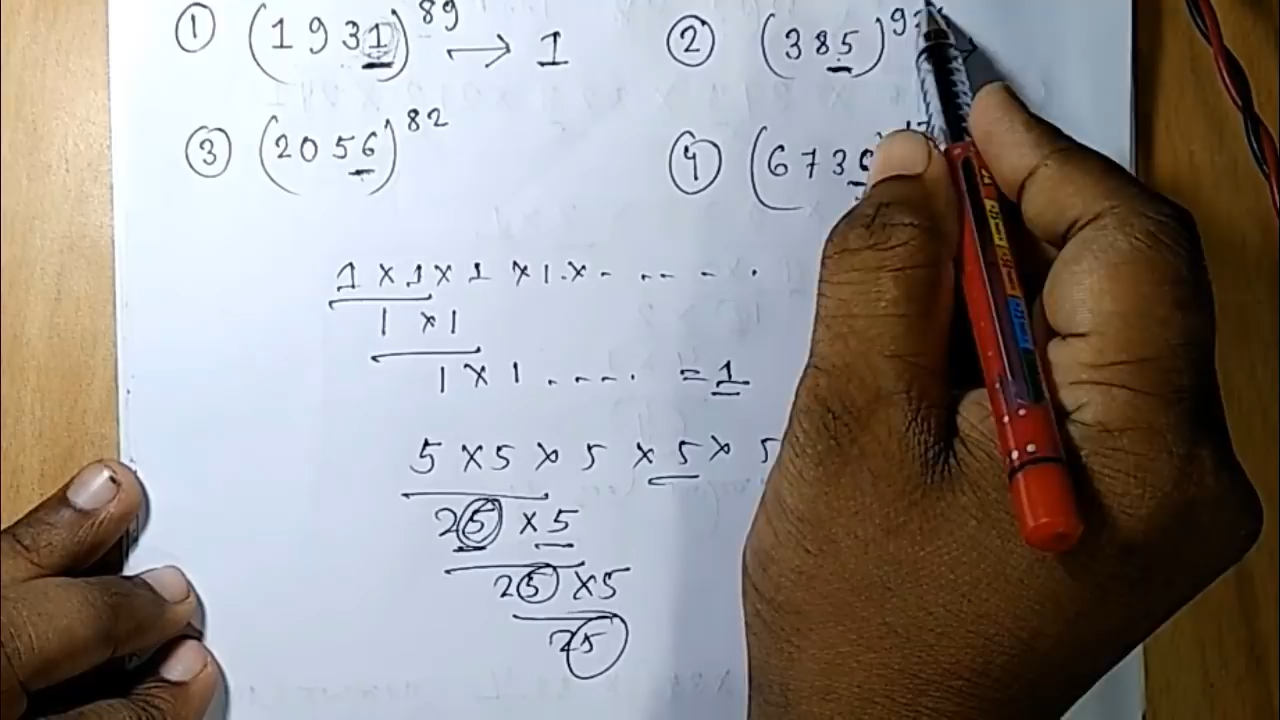 ① (1931)^89 → 1 ② (385)^9
③ (2056)^82 ④ (673
1 × 1 × 1 × 1 . × - . -- - .
1 × 1
1 × 1 . --- . = 1
5 × 5 × 5 × 5 × 5
25 × 5
25 × 5
25